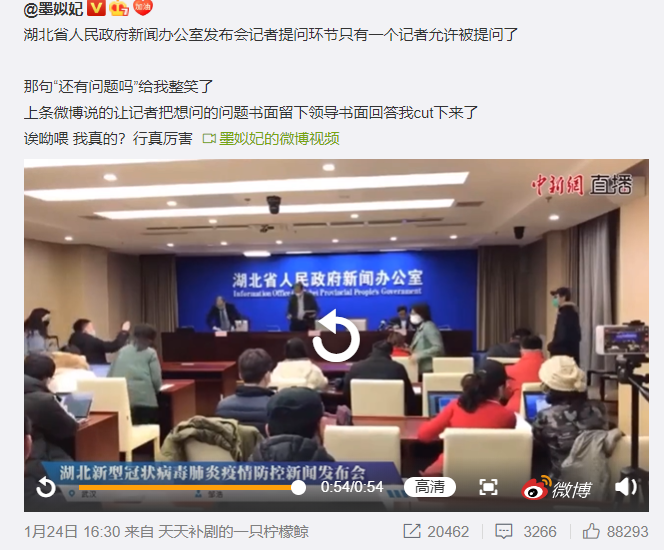 @墨姒妃 加油
湖北省人民政府新闻办公室发布会记者提问环节只有一个记者允许被提问了
那句“还有问题吗”给我整笑了
上条微博说的让记者把想问的问题书面留下领导书面回答我cut下来了
诶呦喂 我真的？行真厉害 墨姒妃的微博视频
中新網 直播
湖北省人民政府新闻办公室
Information Office of Hubei Provincial People's Government
湖北新型冠状病毒肺炎疫情防控新闻发布会
武汉 邹浩
0:54/0:54 高清 微博
1月24日 16:30 来自 天天补剧的一只柠檬鲸
20462 3266 88293